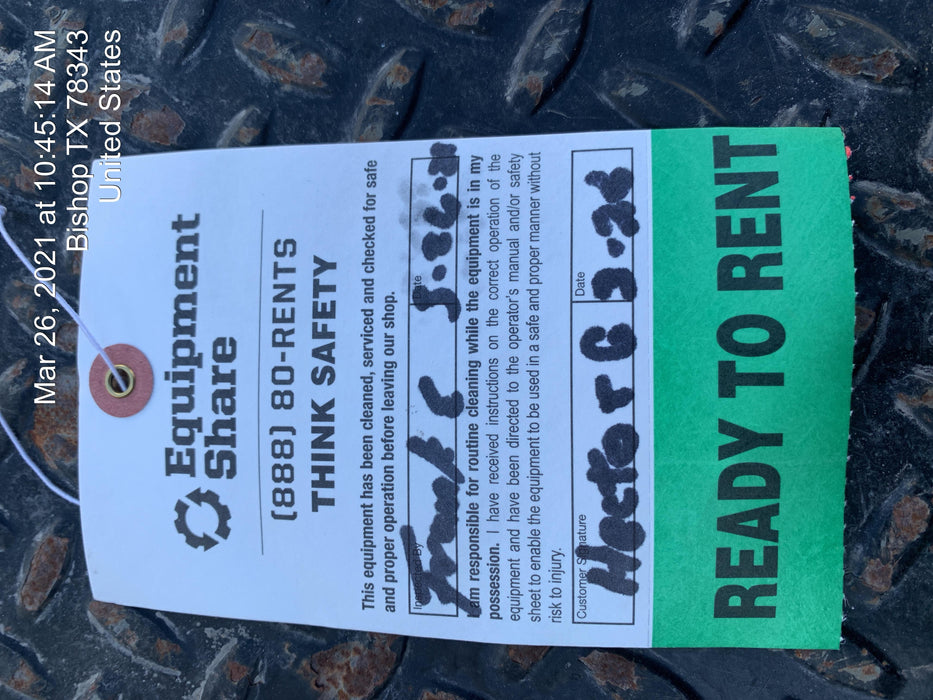 Mar 26, 2021 at 10:45:14 AM
Bishop TX 78343
United States
Equipment
Share
(888) 80-RENTS
THINK SAFETY
This equipment has been cleaned, serviced and checked for safe
and proper operation before leaving our shop.
Inspected By Frank C Date
I am responsible for routine cleaning while the equipment is in my
possession. I have received instructions on the correct operation of the
equipment and have been directed to the operator's manual and/or safety
sheet to enable the equipment to be used in a safe and proper manner without
risk to injury.
Customer Signature Date
Hector C 3-26
READY TO RENT